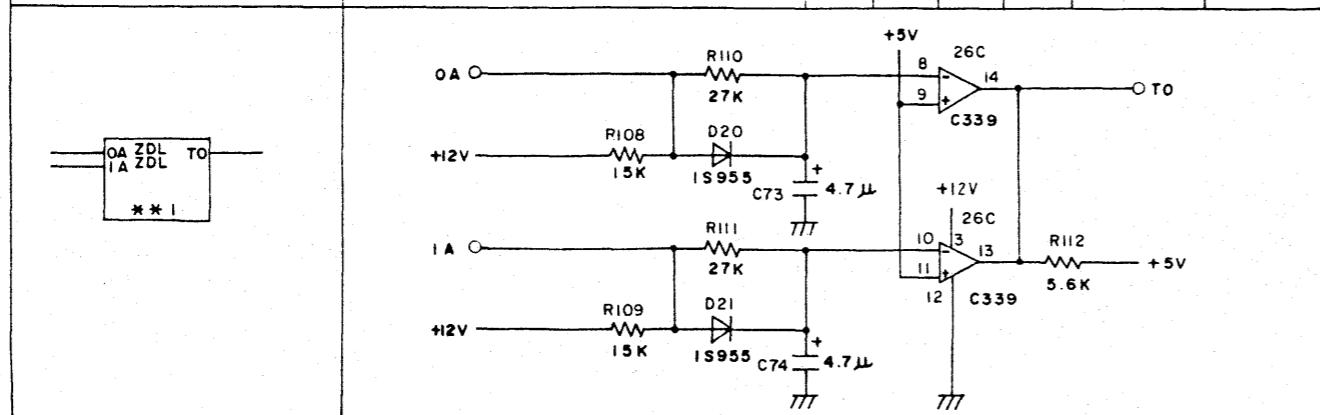 OA ZDL TO
1A ZDL
** 1
+5V
26C
R110
OA
8
14
TO
27K
9
C339
R108
D20
+12V
15K
1S955
+
C73
4.7μ
+12V
26C
R111
1A
10
3
13
R112
+5V
27K
11
5.6K
12
C339
R109
D21
+12V
15K
1S955
+
C74
4.7μ